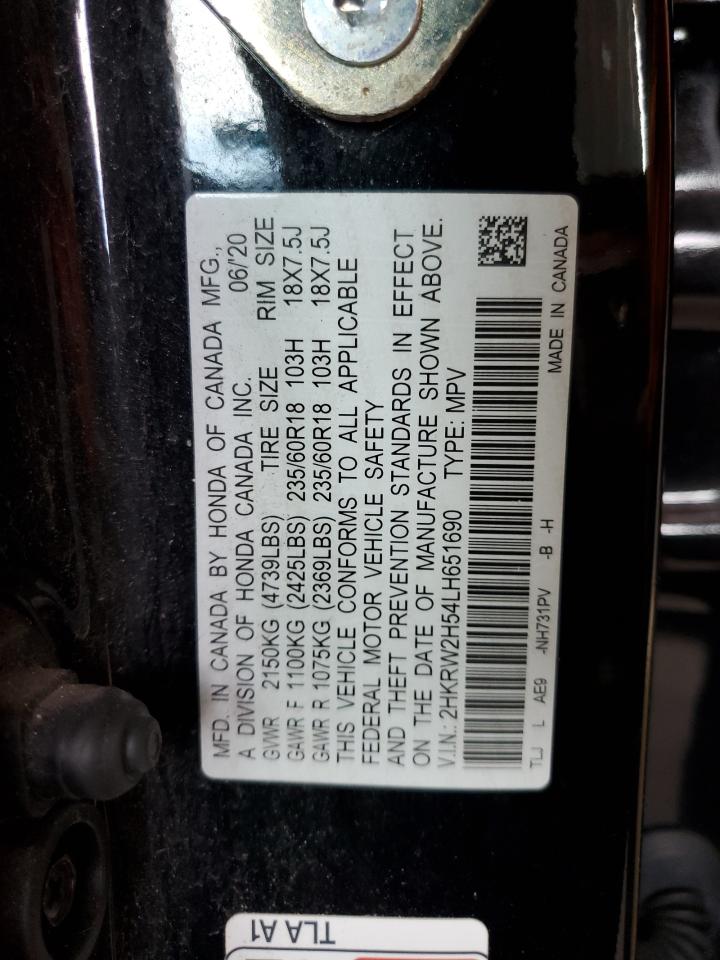 MFD. IN CANADA BY HONDA OF CANADA MFG.,
A DIVISION OF HONDA CANADA INC. 06/'20
GVWR 2150KG (4739LBS) TIRE SIZE RIM SIZE
GAWR F 1100KG (2425LBS) 235/60R18 103H 18X7.5J
GAWR R 1075KG (2369LBS) 235/60R18 103H 18X7.5J
THIS VEHICLE CONFORMS TO ALL APPLICABLE
FEDERAL MOTOR VEHICLE SAFETY
AND THEFT PREVENTION STANDARDS IN EFFECT
ON THE DATE OF MANUFACTURE SHOWN ABOVE.
V.I.N.: 2HKRW2H54LH651690 TYPE: MPV
TLJ L AE9 -NH731PV -B -H
MADE IN CANADA
TLA A1